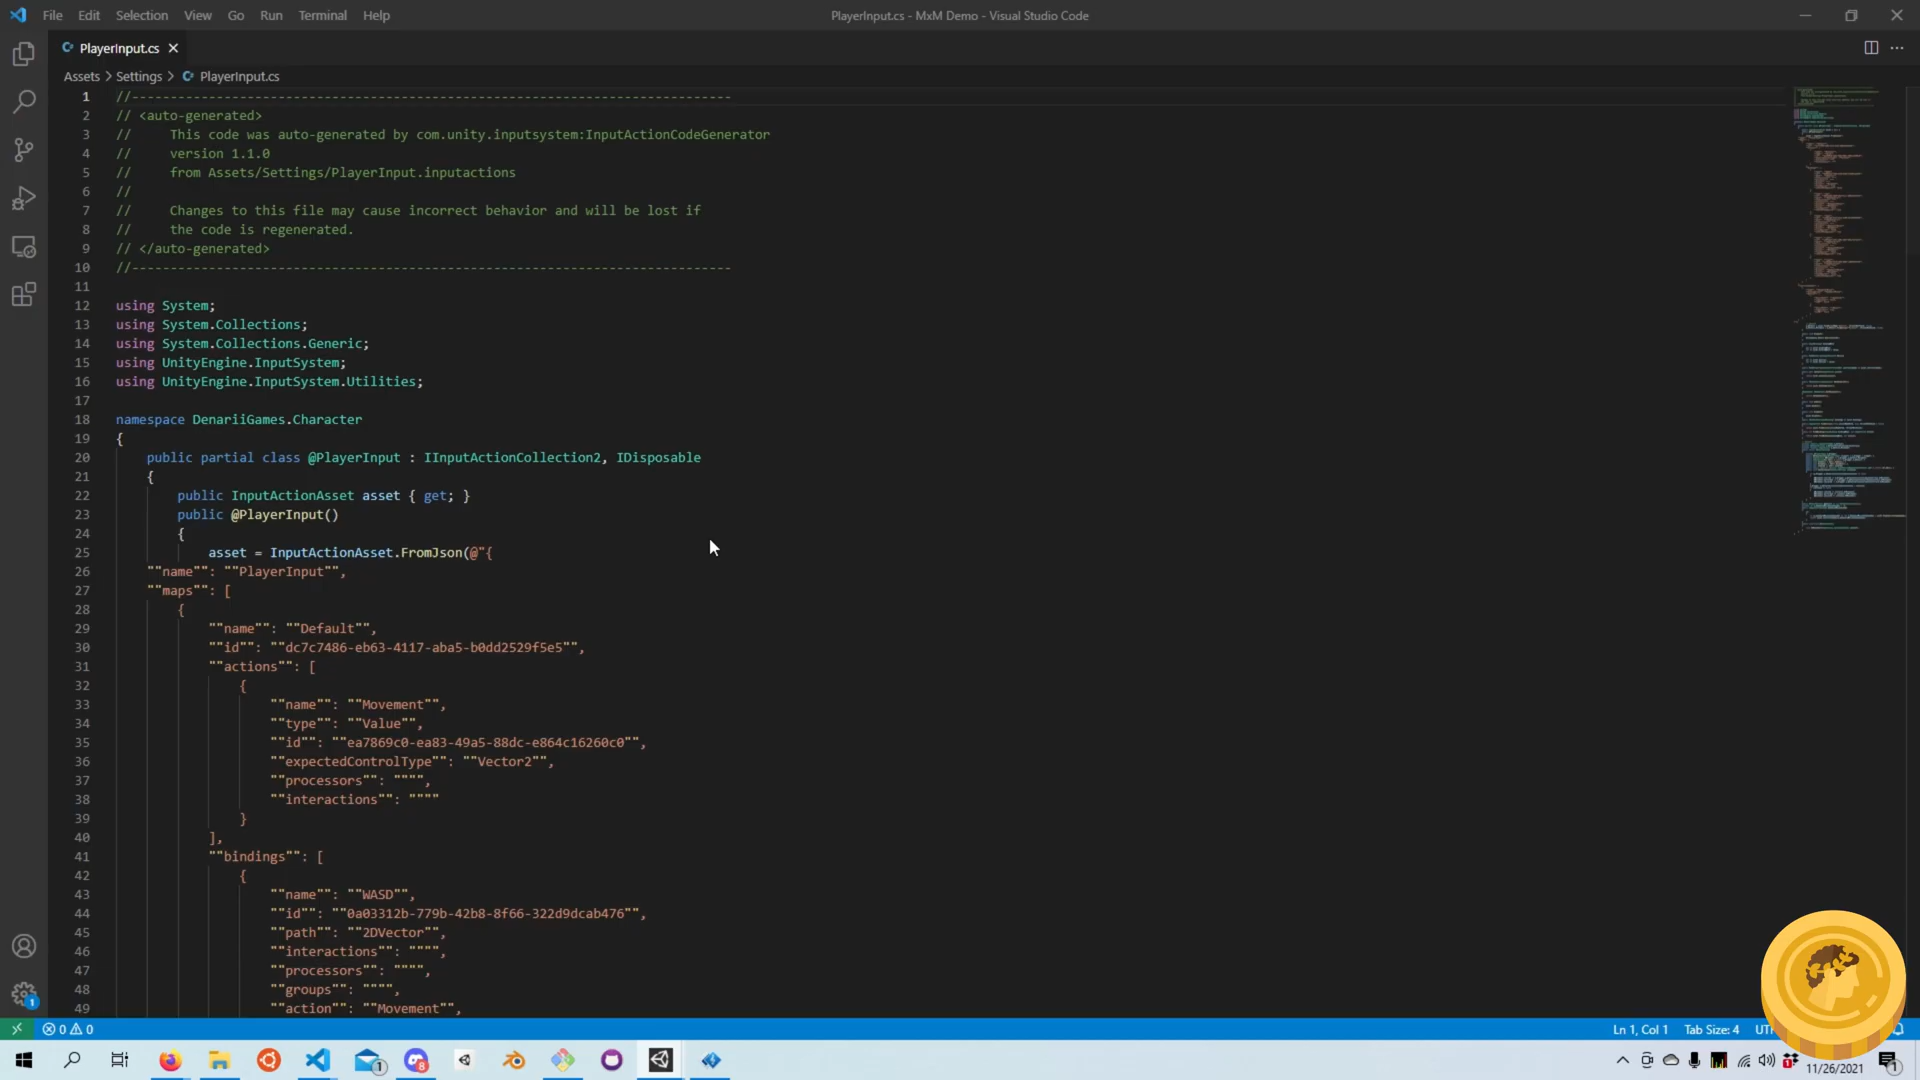 File Edit Selection View Go Run Terminal Help
PlayerInput.cs - MxM Demo - Visual Studio Code
PlayerInput.cs
Assets > Settings > PlayerInput.cs
1 //------------------------------------------------------------------------------
2 // <auto-generated>
3 //     This code was auto-generated by com.unity.inputsystem:InputActionCodeGenerator
4 //     version 1.1.0
5 //     from Assets/Settings/PlayerInput.inputactions
6 //
7 //     Changes to this file may cause incorrect behavior and will be lost if
8 //     the code is regenerated.
9 // </auto-generated>
10 //------------------------------------------------------------------------------
11
12 using System;
13 using System.Collections;
14 using System.Collections.Generic;
15 using UnityEngine.InputSystem;
16 using UnityEngine.InputSystem.Utilities;
17
18 namespace DenariiGames.Character
19 {
20     public partial class @PlayerInput : IInputActionCollection2, IDisposable
21     {
22         public InputActionAsset asset { get; }
23         public @PlayerInput()
24         {
25             asset = InputActionAsset.FromJson(@"{
26     ""name"": ""PlayerInput"",
27     ""maps"": [
28         {
29             ""name"": ""Default"",
30             ""id"": ""dc7c7486-eb63-4117-aba5-b0dd2529f5e5"",
31             ""actions"": [
32                 {
33                     ""name"": ""Movement"",
34                     ""type"": ""Value"",
35                     ""id"": ""ea7869c0-ea83-49a5-88dc-e864c16260c0"",
36                     ""expectedControlType"": ""Vector2"",
37                     ""processors"": """",
38                     ""interactions"": """"
39                 }
40             ],
41             ""bindings"": [
42                 {
43                     ""name"": ""WASD"",
44                     ""id"": ""0a03312b-779b-42b8-8f66-322d9dcab476"",
45                     ""path"": ""2DVector"",
46                     ""interactions"": """",
47                     ""processors"": """",
48                     ""groups"": """",
49                     ""action"": ""Movement"",
0 0
Ln 1, Col 1 Tab Size: 4
11/26/2021